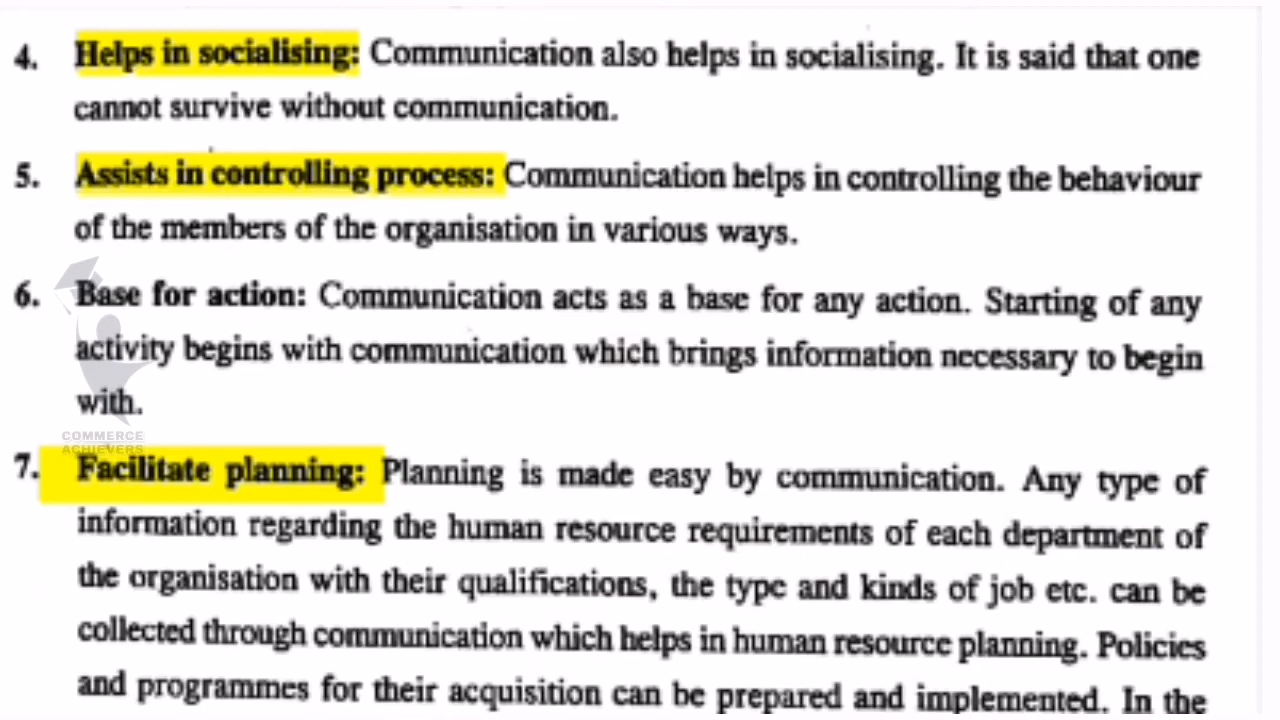 4. Helps in socialising: Communication also helps in socialising. It is said that one
cannot survive without communication.
5. Assists in controlling process: Communication helps in controlling the behaviour
of the members of the organisation in various ways.
6. Base for action: Communication acts as a base for any action. Starting of any
activity begins with communication which brings information necessary to begin
with.
COMMERCE
ACHIEVERS
7. Facilitate planning: Planning is made easy by communication. Any type of
information regarding the human resource requirements of each department of
the organisation with their qualifications, the type and kinds of job etc. can be
collected through communication which helps in human resource planning. Policies
and programmes for their acquisition can be prepared and implemented. In the